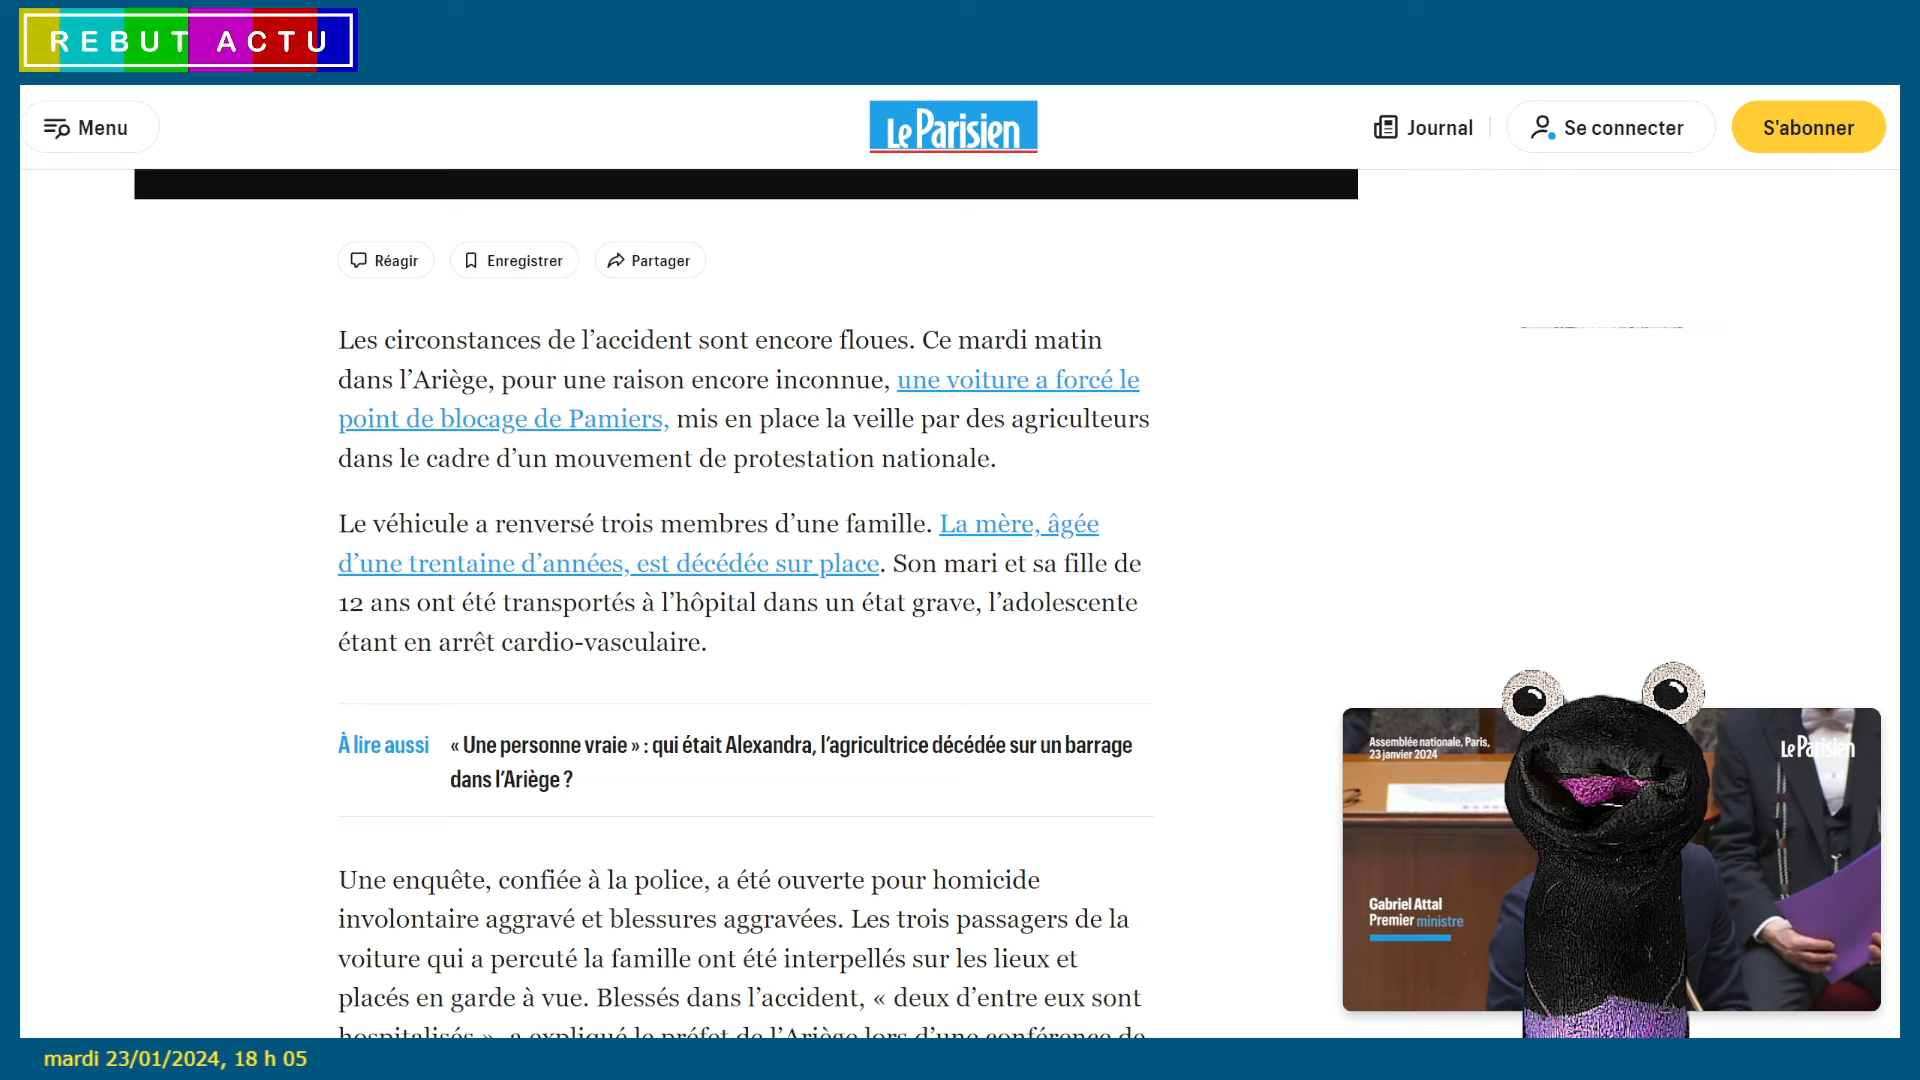 REBUT ACTU
Menu
Le Parisien
Journal
Se connecter
S'abonner
Réagir
Enregistrer
Partager
Les circonstances de l’accident sont encore floues. Ce mardi matin
dans l’Ariège, pour une raison encore inconnue, une voiture a forcé le
point de blocage de Pamiers, mis en place la veille par des agriculteurs
dans le cadre d’un mouvement de protestation nationale.
Le véhicule a renversé trois membres d’une famille. La mère, âgée
d’une trentaine d’années, est décédée sur place. Son mari et sa fille de
12 ans ont été transportés à l’hôpital dans un état grave, l’adolescente
étant en arrêt cardio-vasculaire.
À lire aussi
« Une personne vraie » : qui était Alexandra, l’agricultrice décédée sur un barrage
dans l’Ariège ?
Une enquête, confiée à la police, a été ouverte pour homicide
involontaire aggravé et blessures aggravées. Les trois passagers de la
voiture qui a percuté la famille ont été interpellés sur les lieux et
placés en garde à vue. Blessés dans l’accident, « deux d’entre eux sont
hospitalisés », a expliqué le préfet de l’Ariège lors d’une conférence de
Assemblée nationale, Paris,
23 janvier 2024
Le Parisien
Gabriel Attal
Premier ministre
mardi 23/01/2024, 18 h 05